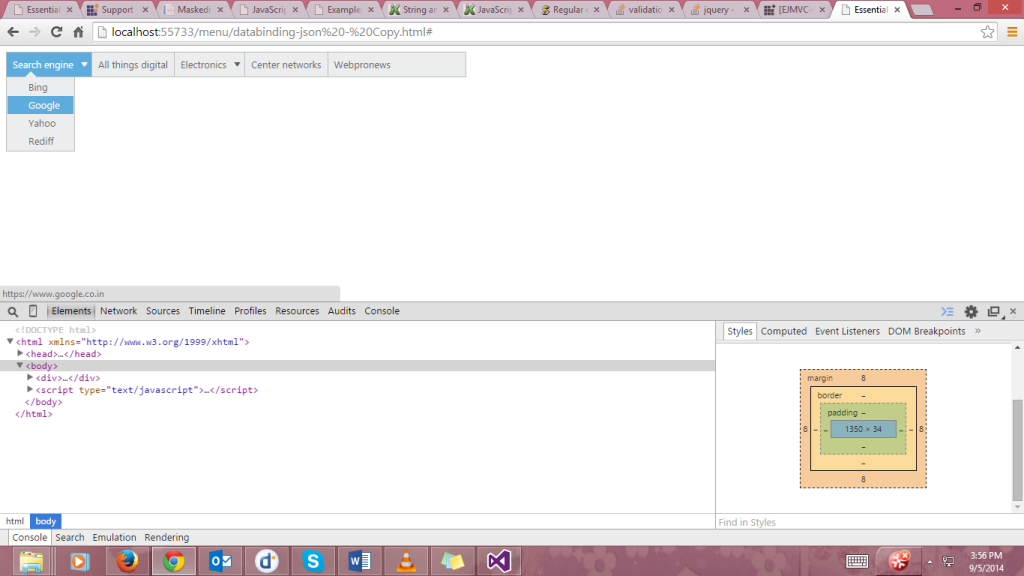 Essential Support Maskedi JavaScri Example String ar JavaScri Regular validatio jquery - [EJMVC- Essential
localhost:55733/menu/databinding-json%20-%20Copy.html#
Search engine All things digital Electronics Center networks Webpronews
Bing
Google
Yahoo
Rediff
https://www.google.co.in
Elements Network Sources Timeline Profiles Resources Audits Console
<!DOCTYPE html>
Styles Computed Event Listeners DOM Breakpoints »
<html xmlns="http://www.w3.org/1999/xhtml">
<head>…</head>
<body>
<div>…</div>
<script type="text/javascript">…</script>
</body>
</html>
margin 8
border –
padding –
8 – – 1350 × 34 – – 8
–
–
8
html body
Find in Styles
Console Search Emulation Rendering
3:56 PM
9/5/2014